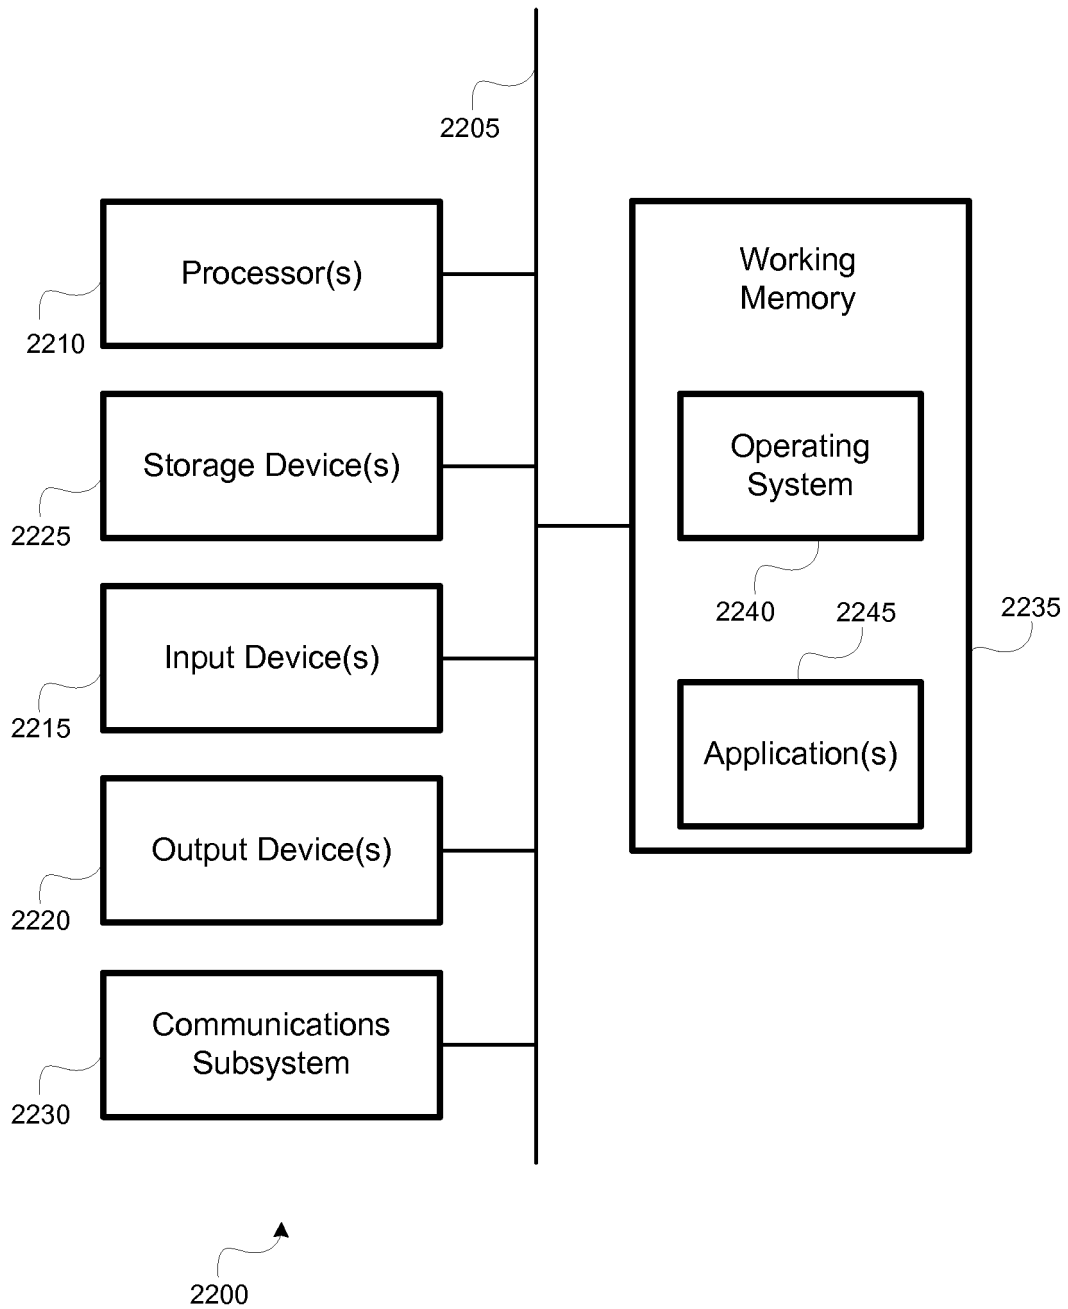 2205
Processor(s)
2210
Storage Device(s)
2225
Input Device(s)
2215
Output Device(s)
2220
Communications
Subsystem
2230
Working
Memory
Operating
System
2240
2245
2235
Application(s)
2200